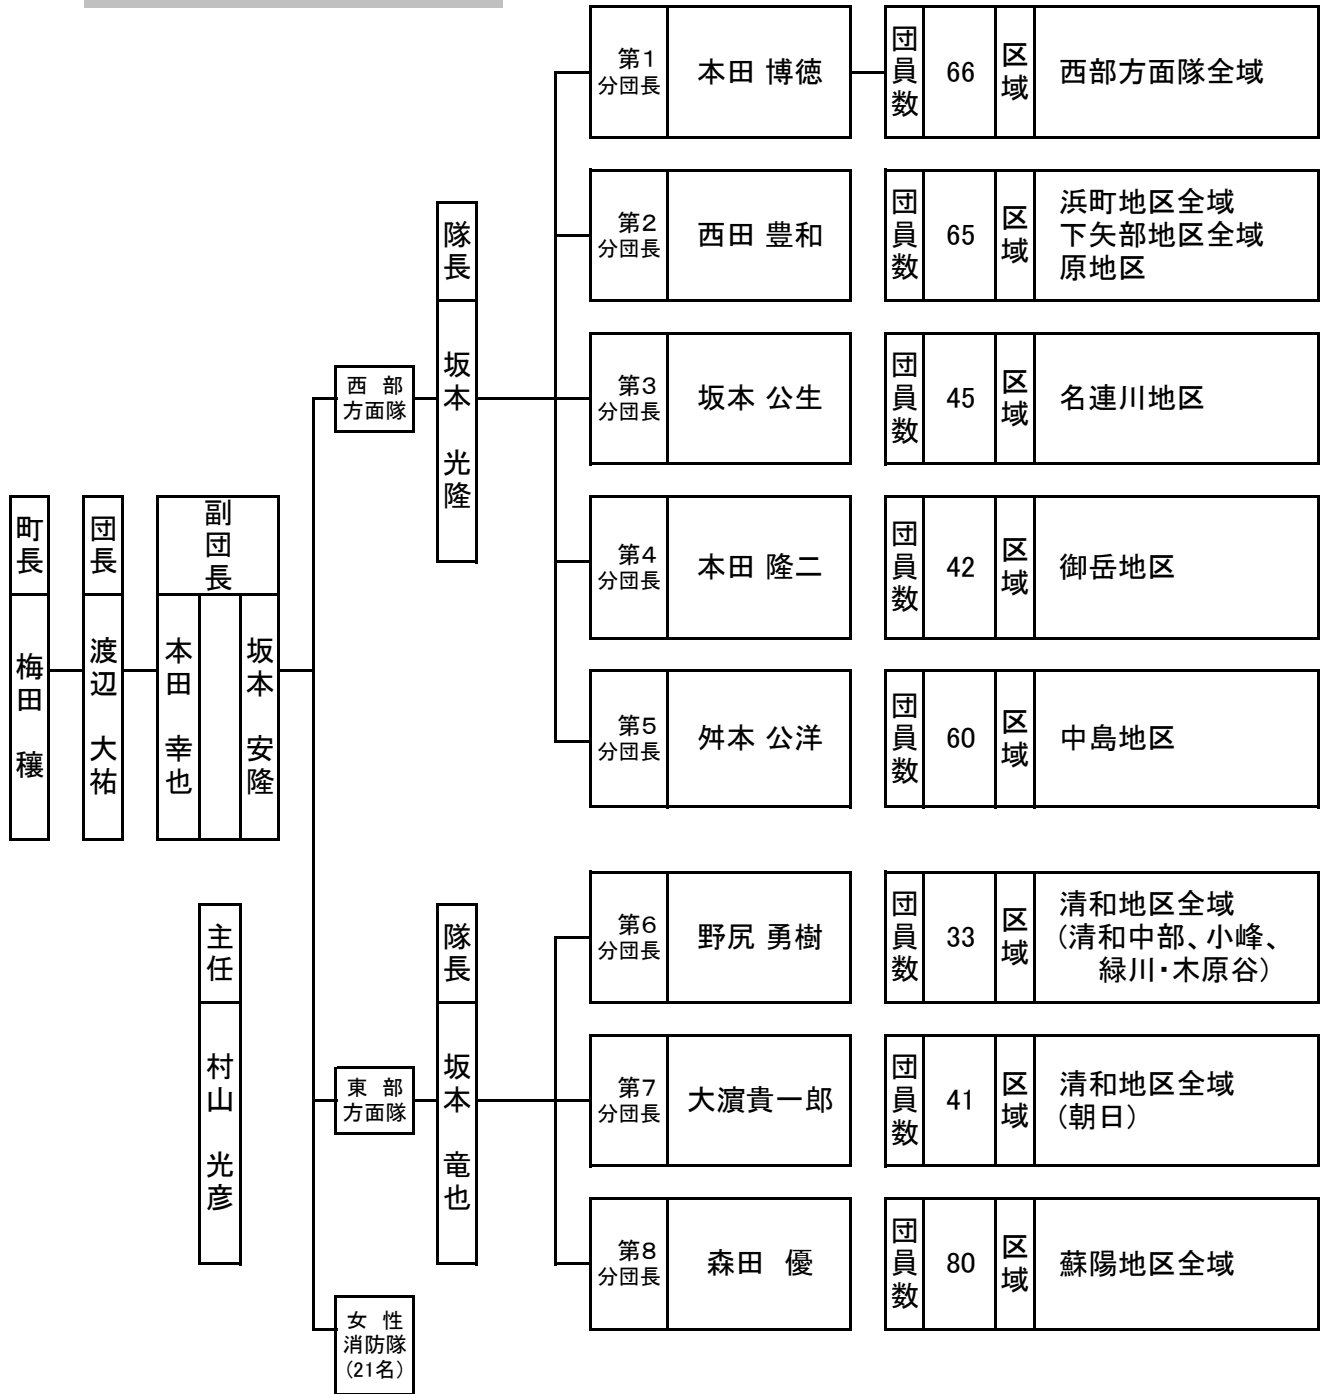 町長
梅田 穰
団長
渡辺 大祐
副団長
本田 幸也
坂本 安隆
主任
村山 光彦
西 部
方面隊
隊長
坂本 光隆
第1
分団長
本田 博徳
団員数
66
区域
西部方面隊全域
第2
分団長
西田 豊和
団員数
65
区域
浜町地区全域
下矢部地区全域
原地区
第3
分団長
坂本 公生
団員数
45
区域
名連川地区
第4
分団長
本田 隆二
団員数
42
区域
御岳地区
第5
分団長
舛本 公洋
団員数
60
区域
中島地区
東 部
方面隊
隊長
坂本 竜也
第6
分団長
野尻 勇樹
団員数
33
区域
清和地区全域
(清和中部、小峰、
緑川・木原谷)
第7
分団長
大濵貴一郎
団員数
41
区域
清和地区全域
(朝日)
第8
分団長
森田 優
団員数
80
区域
蘇陽地区全域
女 性
消防隊
(21名)